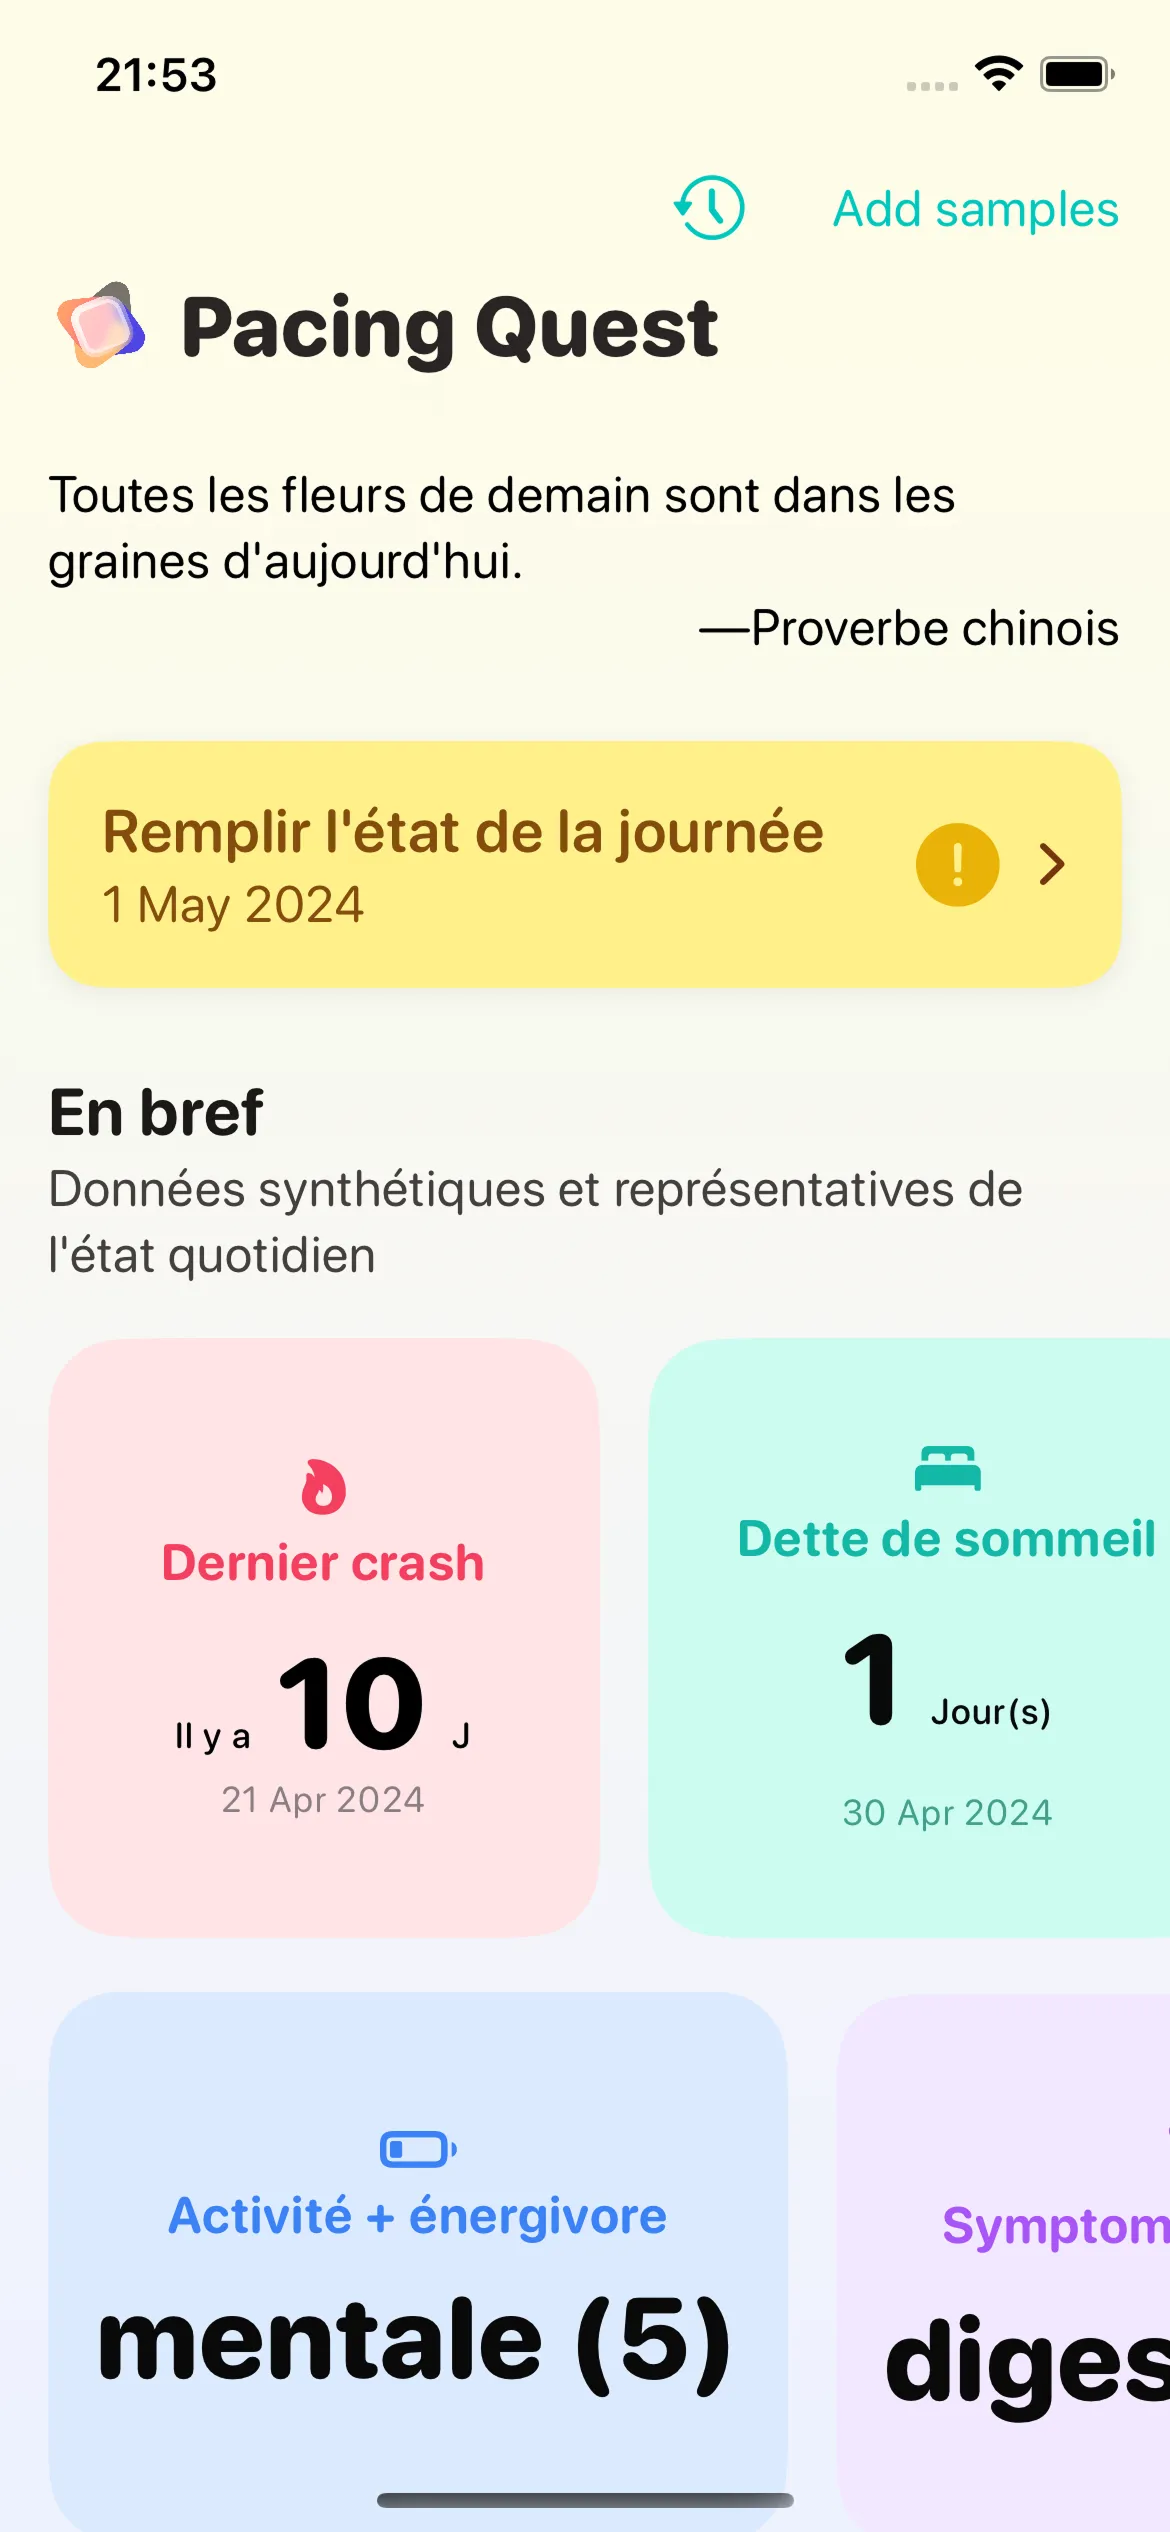 21:53
Add samples
Pacing Quest
Toutes les fleurs de demain sont dans les
graines d'aujourd'hui.
—Proverbe chinois
Remplir l'état de la journée
1 May 2024
En bref
Données synthétiques et représentatives de
l'état quotidien
Dernier crash
Il y a 10 J
21 Apr 2024
Dette de sommeil
1 Jour(s)
30 Apr 2024
Activité + énergivore
mentale (5)
Symptom
diges